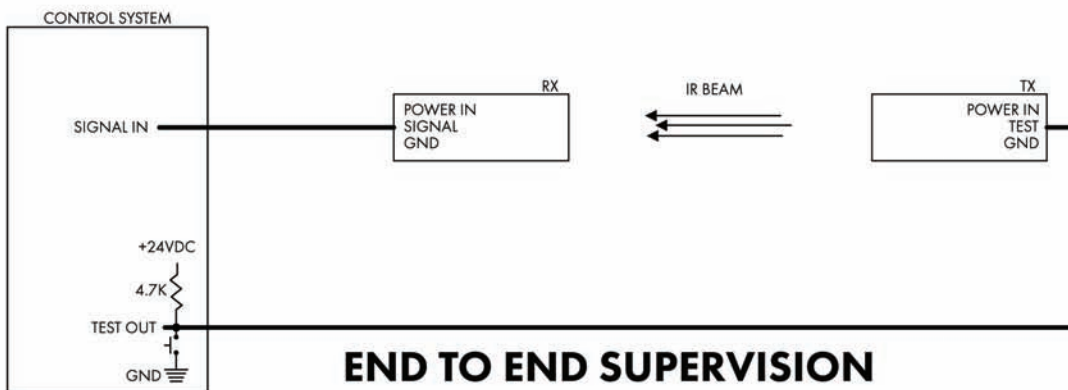 CONTROL SYSTEM
SIGNAL IN
RX
POWER IN
SIGNAL
GND
IR BEAM
TX
POWER IN
TEST
GND
+24VDC
4.7K
TEST OUT
GND
END TO END SUPERVISION